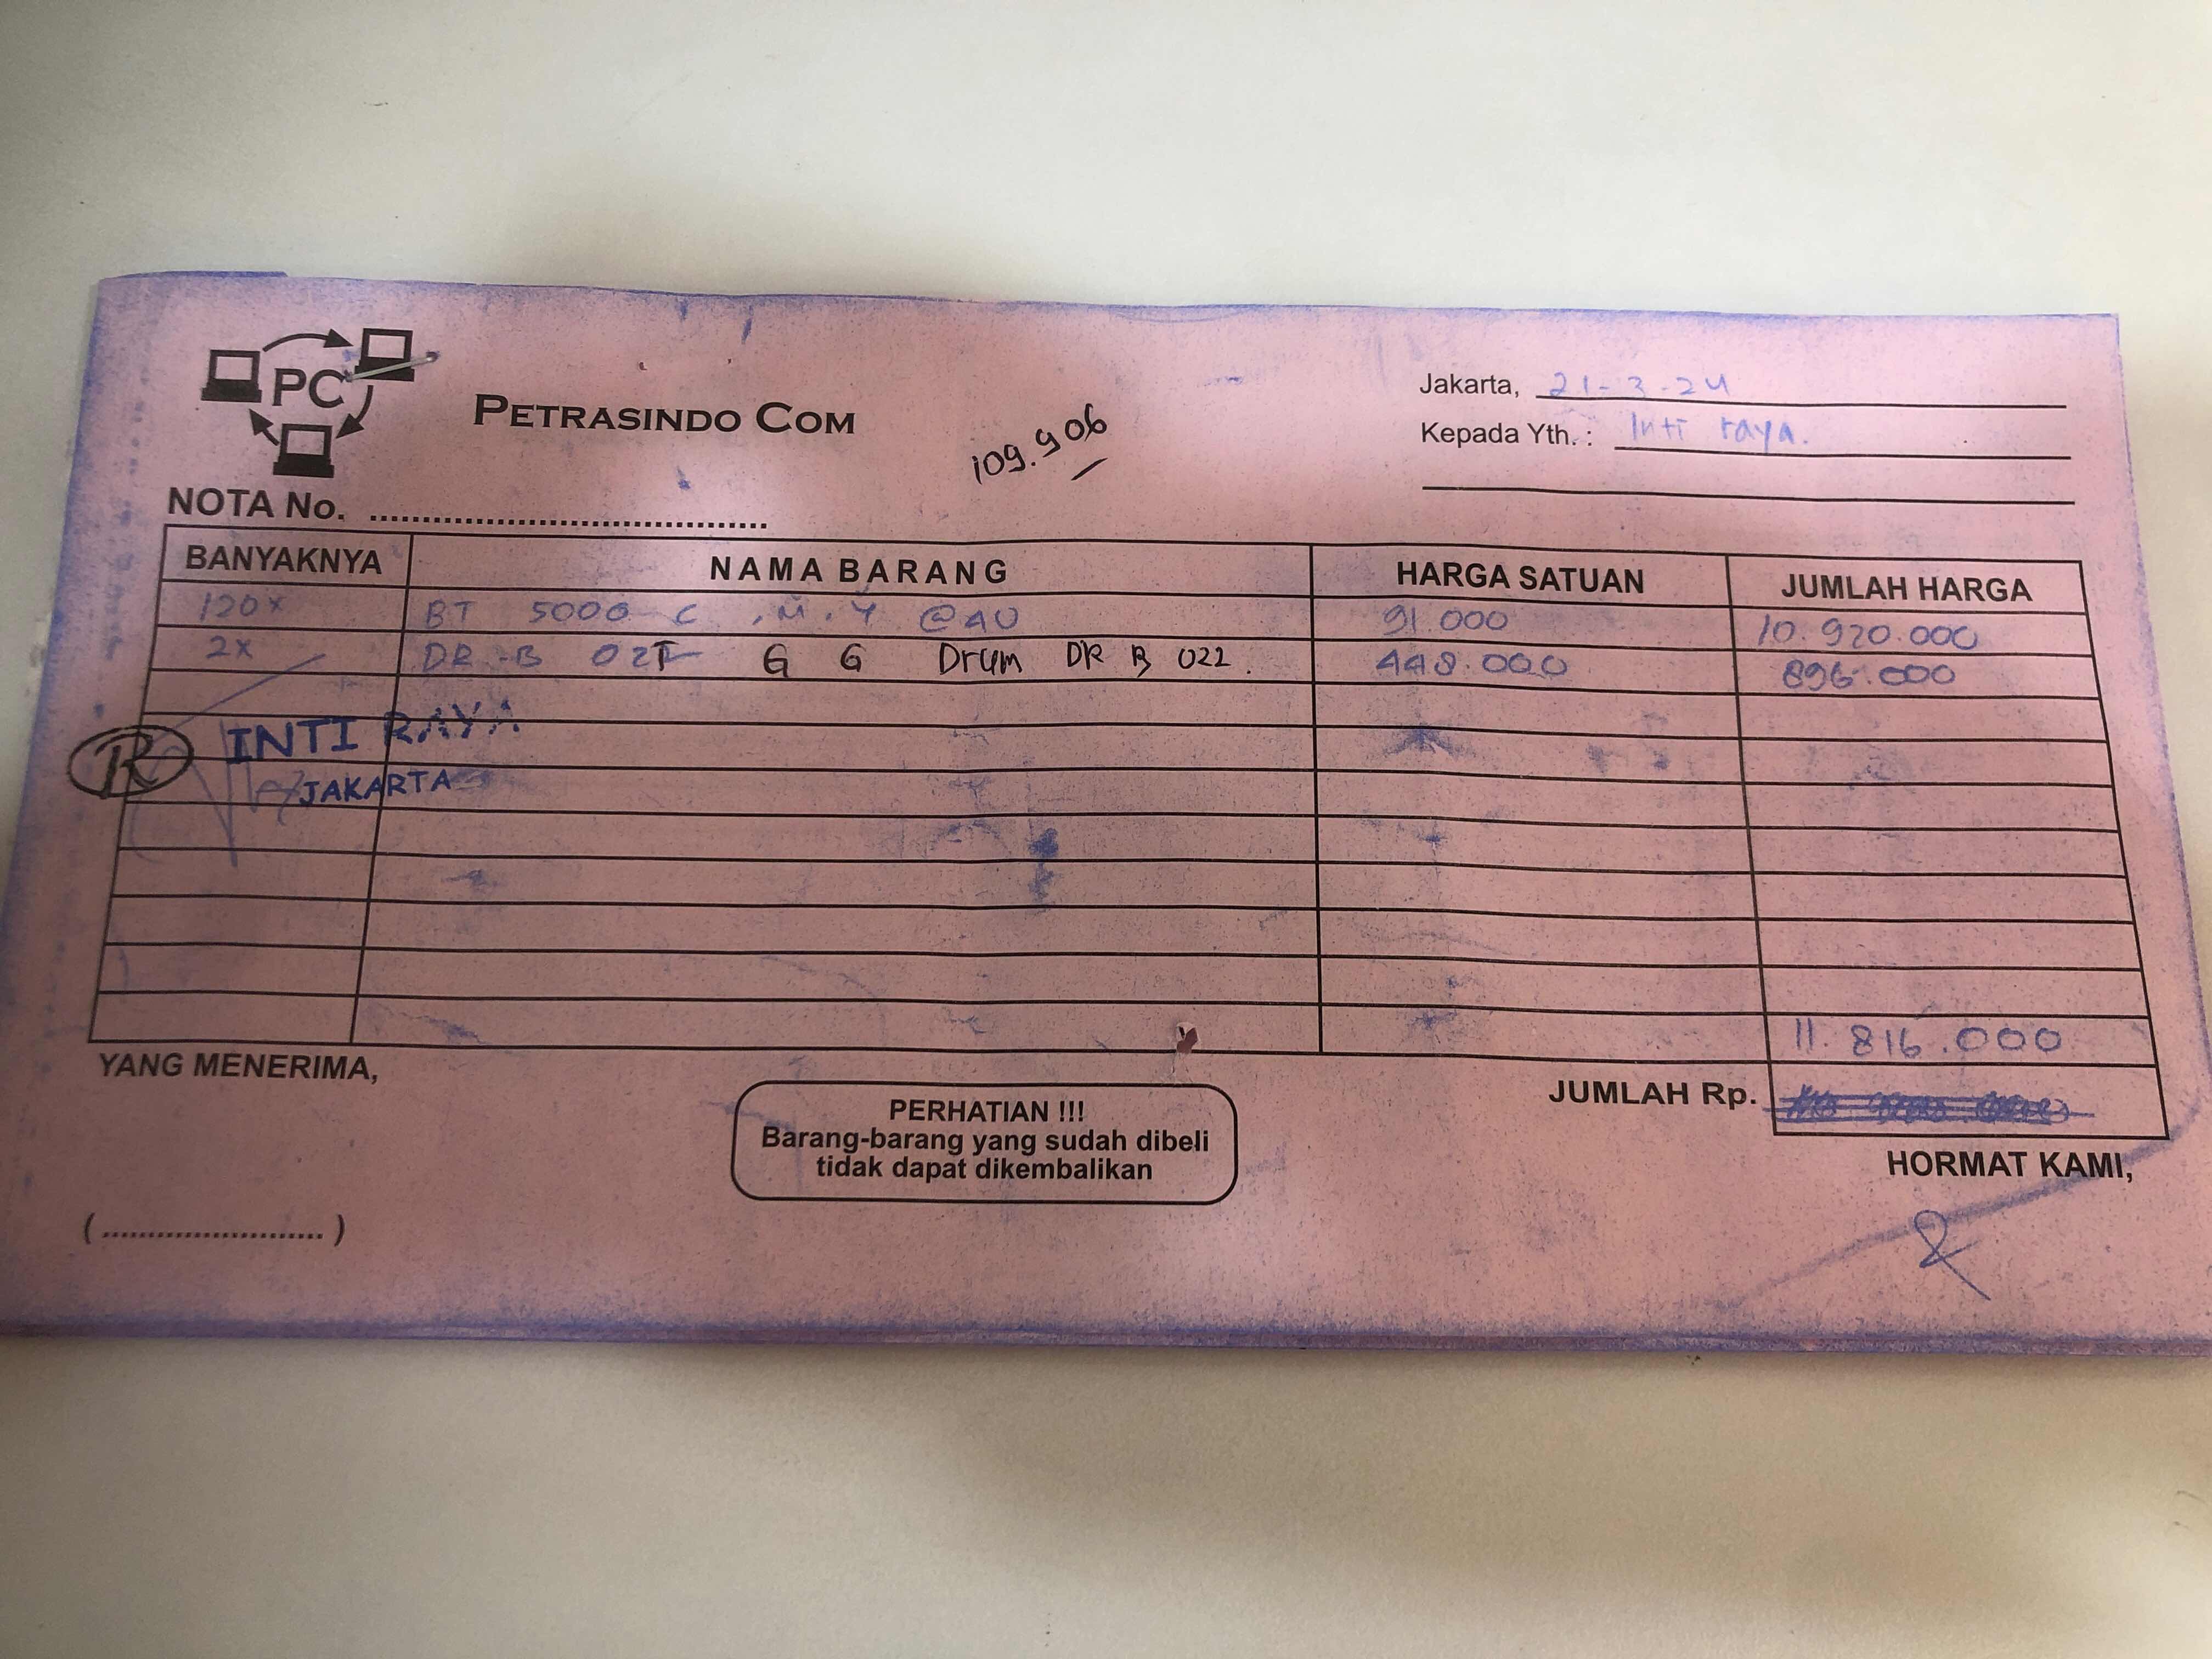 PC
PETRASINDO COM
109.906
Jakarta, 21-3-24
Kepada Yth. : Inti raya.
NOTA No. ......................................
BANYAKNYA NAMA BARANG HARGA SATUAN JUMLAH HARGA
120x BT 5000 C , M . Y @ 40 91.000 10.920.000
2x DR-B 02 G G Drum DR B 022. 448.000 896.000
R INTI RAYA
JAKARTA
11.816.000
YANG MENERIMA,
JUMLAH Rp.
PERHATIAN !!!
Barang-barang yang sudah dibeli
tidak dapat dikembalikan
HORMAT KAMI,
(.........................)